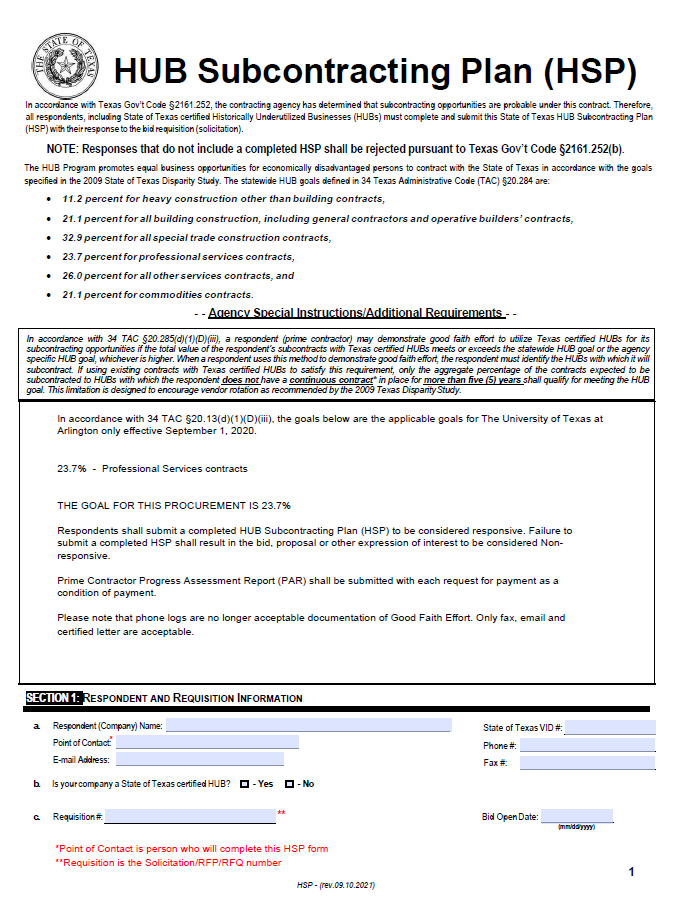 THE STATE OF TEXAS
HUB Subcontracting Plan (HSP)
In accordance with Texas Gov't Code §2161.252, the contracting agency has determined that subcontracting opportunities are probable under this contract. Therefore,
all respondents, including State of Texas certified Historically Underutilized Businesses (HUBs) must complete and submit this State of Texas HUB Subcontracting Plan
(HSP) with their response to the bid requisition (solicitation).
NOTE: Responses that do not include a completed HSP shall be rejected pursuant to Texas Gov't Code §2161.252(b).
The HUB Program promotes equal business opportunities for economically disadvantaged persons to contract with the State of Texas in accordance with the goals
specified in the 2009 State of Texas Disparity Study. The statewide HUB goals defined in 34 Texas Administrative Code (TAC) §20.284 are:
• 11.2 percent for heavy construction other than building contracts,
• 21.1 percent for all building construction, including general contractors and operative builders' contracts,
• 32.9 percent for all special trade construction contracts,
• 23.7 percent for professional services contracts,
• 26.0 percent for all other services contracts, and
• 21.1 percent for commodities contracts.
- - Agency Special Instructions/Additional Requirements - -
In accordance with 34 TAC §20.285(d)(1)(D)(iii), a respondent (prime contractor) may demonstrate good faith effort to utilize Texas certified HUBs for its
subcontracting opportunities if the total value of the respondent's subcontracts with Texas certified HUBs meets or exceeds the statewide HUB goal or the agency
specific HUB goal, whichever is higher. When a respondent uses this method to demonstrate good faith effort, the respondent must identify the HUBs with which it will
subcontract. If using existing contracts with Texas certified HUBs to satisfy this requirement, only the aggregate percentage of the contracts expected to be
subcontracted to HUBs with which the respondent does not have a continuous contract* in place for more than five (5) years shall qualify for meeting the HUB
goal. This limitation is designed to encourage vendor rotation as recommended by the 2009 Texas Disparity Study.
In accordance with 34 TAC §20.13(d)(1)(D)(iii), the goals below are the applicable goals for The University of Texas at
Arlington only effective September 1, 2020.
23.7% - Professional Services contracts
THE GOAL FOR THIS PROCUREMENT IS 23.7%
Respondents shall submit a completed HUB Subcontracting Plan (HSP) to be considered responsive. Failure to
submit a completed HSP shall result in the bid, proposal or other expression of interest to be considered Non-
responsive.
Prime Contractor Progress Assessment Report (PAR) shall be submitted with each request for payment as a
condition of payment.
Please note that phone logs are no longer acceptable documentation of Good Faith Effort. Only fax, email and
certified letter are acceptable.
SECTION 1: RESPONDENT AND REQUISITION INFORMATION
a. Respondent (Company) Name: State of Texas VID #:
Point of Contact:* Phone #:
E-mail Address: Fax #:
b. Is your company a State of Texas certified HUB? - Yes - No
c. Requisition #: ** Bid Open Date:
(mm/dd/yyyy)
*Point of Contact is person who will complete this HSP form
**Requisition is the Solicitation/RFP/RFQ number
1
HSP - (rev.09.10.2021)